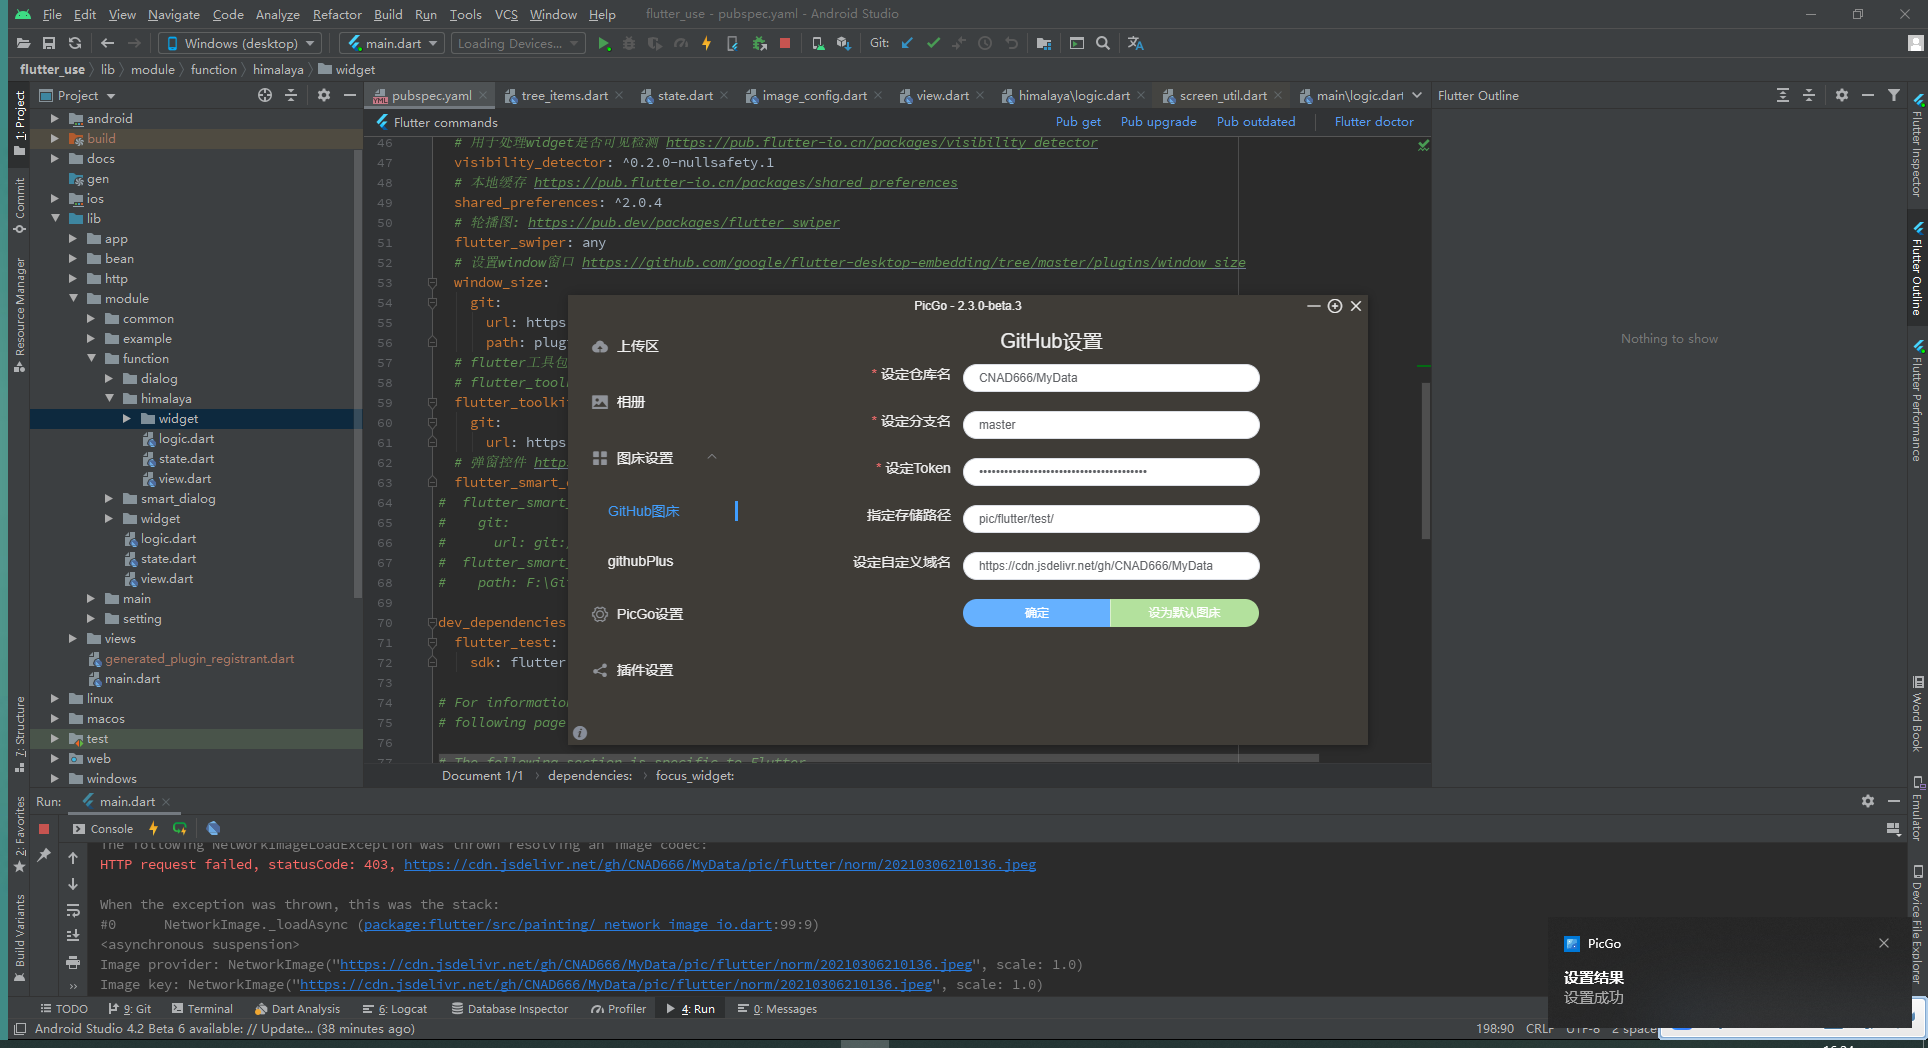 File Edit View Navigate Code Analyze Refactor Build Run Tools VCS Window Help flutter_use - pubspec.yaml - Android Studio
Windows (desktop) main.dart Loading Devices... Git:
flutter_use lib module function himalaya widget
Project
pubspec.yaml tree_items.dart state.dart image_config.dart view.dart himalaya\logic.dart screen_util.dart main\logic.dart
Flutter Outline
Flutter commands
Pub get Pub upgrade Pub outdated Flutter doctor
1: Project
Commit
Resource Manager
7: Structure
2: Favorites
Build Variants
android
build
docs
gen
ios
lib
app
bean
http
module
common
example
function
dialog
himalaya
widget
logic.dart
state.dart
view.dart
smart_dialog
widget
logic.dart
state.dart
view.dart
main
setting
views
generated_plugin_registrant.dart
main.dart
linux
macos
test
web
windows
46 # 用于处理widget是否可见检测 https://pub.flutter-io.cn/packages/visibility_detector
47 visibility_detector: ^0.2.0-nullsafety.1
48 # 本地缓存 https://pub.flutter-io.cn/packages/shared_preferences
49 shared_preferences: ^2.0.4
50 # 轮播图: https://pub.dev/packages/flutter_swiper
51 flutter_swiper: any
52 # 设置window窗口 https://github.com/google/flutter-desktop-embedding/tree/master/plugins/window_size
53 window_size:
54 git:
55 url: https
56 path: plug
57 # flutter工具包
58 # flutter_tool
59 flutter_toolki
60 git:
61 url: https
62 # 弹窗控件 http
63 flutter_smart_
64 # flutter_smart_
65 # git:
66 # url: git:
67 # flutter_smart_
68 # path: F:\Gi
69
70 dev_dependencies
71 flutter_test:
72 sdk: flutter
73
74 # For information
75 # following page
76
77 # The following section is specific to Flutter
Document 1/1 dependencies: focus_widget:
PicGo - 2.3.0-beta.3
上传区
相册
图床设置
GitHub图床
githubPlus
PicGo设置
插件设置
GitHub设置
* 设定仓库名 CNAD666/MyData
* 设定分支名 master
* 设定Token
指定存储路径 pic/flutter/test/
设定自定义域名 https://cdn.jsdelivr.net/gh/CNAD666/MyData
确定 设为默认图床
Nothing to show
Flutter Inspector
Flutter Outline
Flutter Performance
Word Book
Emulator
Device File Explorer
Run: main.dart
Console
The following NetworkImageLoadException was thrown resolving an image codec:
HTTP request failed, statusCode: 403, https://cdn.jsdelivr.net/gh/CNAD666/MyData/pic/flutter/norm/20210306210136.jpeg
When the exception was thrown, this was the stack:
#0 NetworkImage._loadAsync (package:flutter/src/painting/_network_image_io.dart:99:9)
<asynchronous suspension>
Image provider: NetworkImage("https://cdn.jsdelivr.net/gh/CNAD666/MyData/pic/flutter/norm/20210306210136.jpeg", scale: 1.0)
Image key: NetworkImage("https://cdn.jsdelivr.net/gh/CNAD666/MyData/pic/flutter/norm/20210306210136.jpeg", scale: 1.0)
PicGo
设置结果
设置成功
TODO 9: Git Terminal Dart Analysis 6: Logcat Database Inspector Profiler 4: Run 0: Messages
Android Studio 4.2 Beta 6 available: // Update... (38 minutes ago)
198:90 CRLF UTF-8 2 space